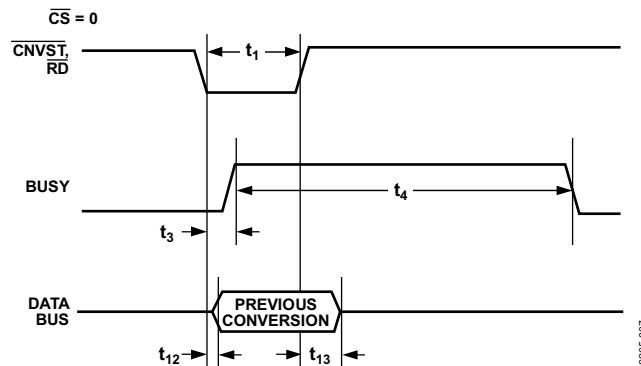 CS = 0
CNVST,
RD
t1
BUSY
t4
t3
DATA
BUS
PREVIOUS
CONVERSION
t12
t13